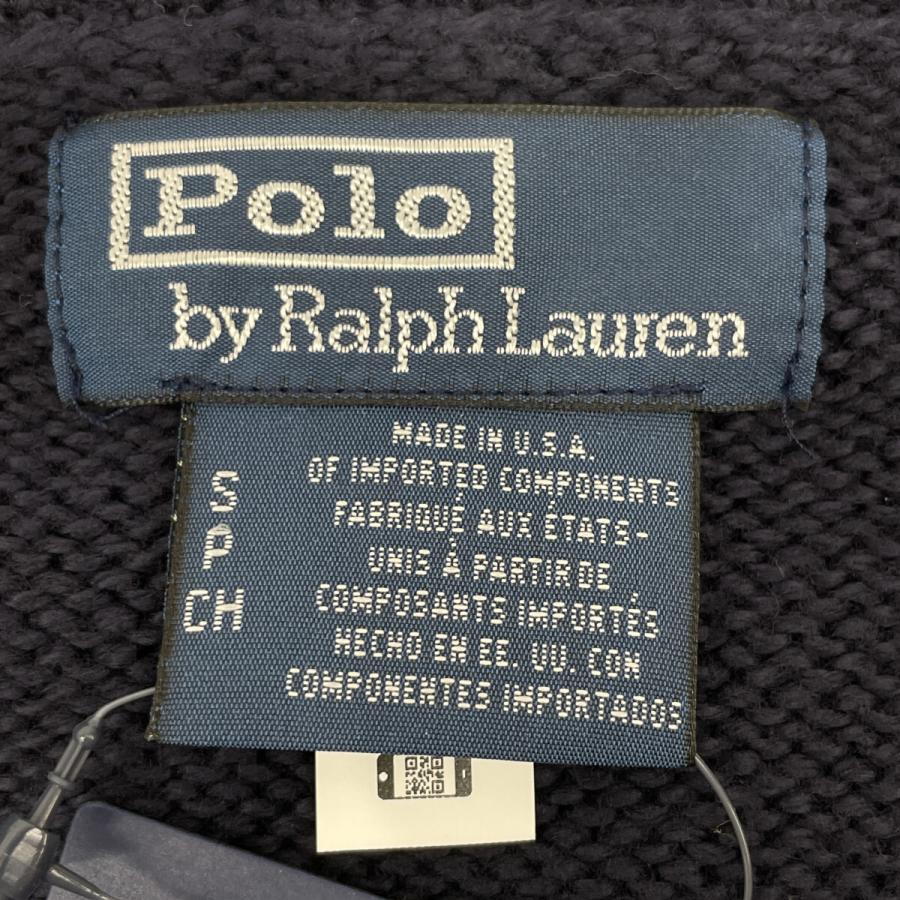 Polo
by Ralph Lauren
S
P
CH
MADE IN U.S.A.
OF IMPORTED COMPONENTS
FABRIQUÉ AUX ÉTATS-
UNIS À PARTIR DE
COMPOSANTS IMPORTÉS
HECHO EN EE. UU. CON
COMPONENTES IMPORTADOS